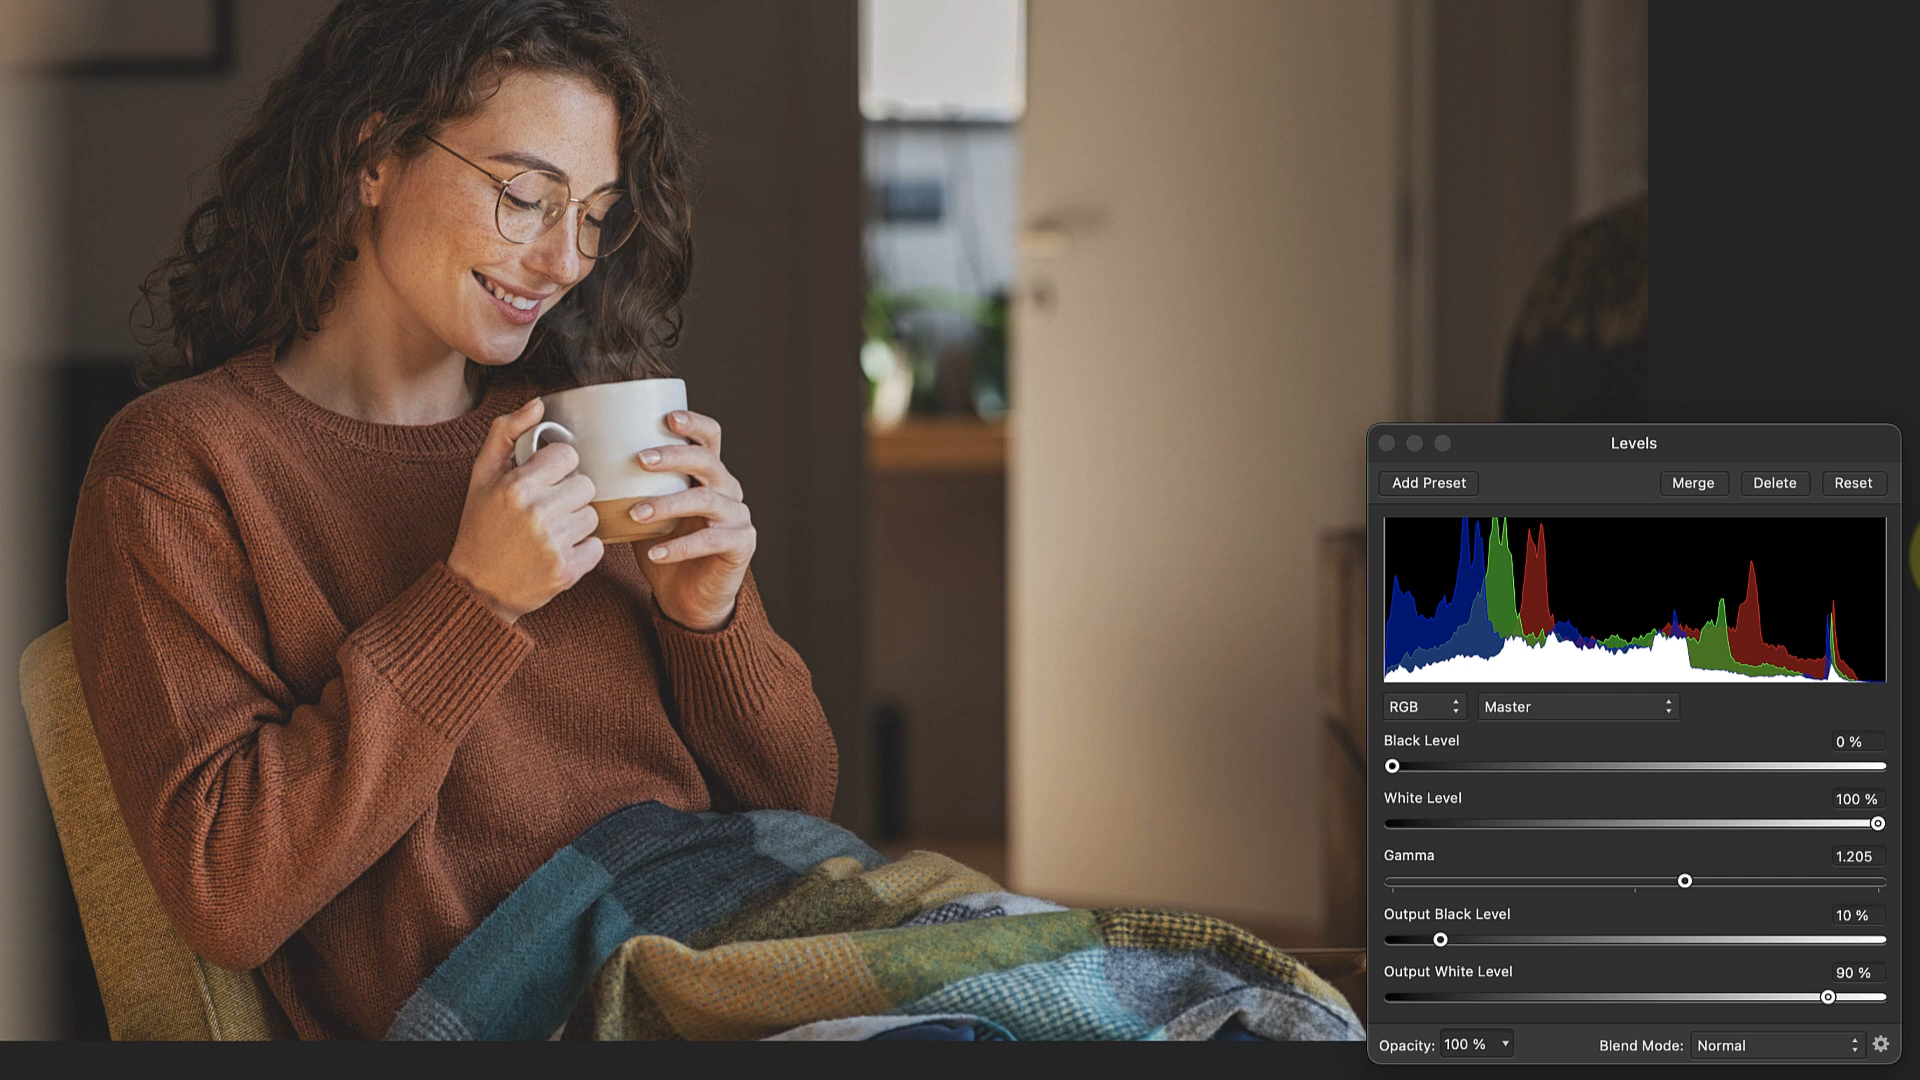 Levels
Add Preset
Merge Delete Reset
RGB Master
Black Level 0 %
White Level 100 %
Gamma 1.205
Output Black Level 10 %
Output White Level 90 %
Opacity: 100 % Blend Mode: Normal